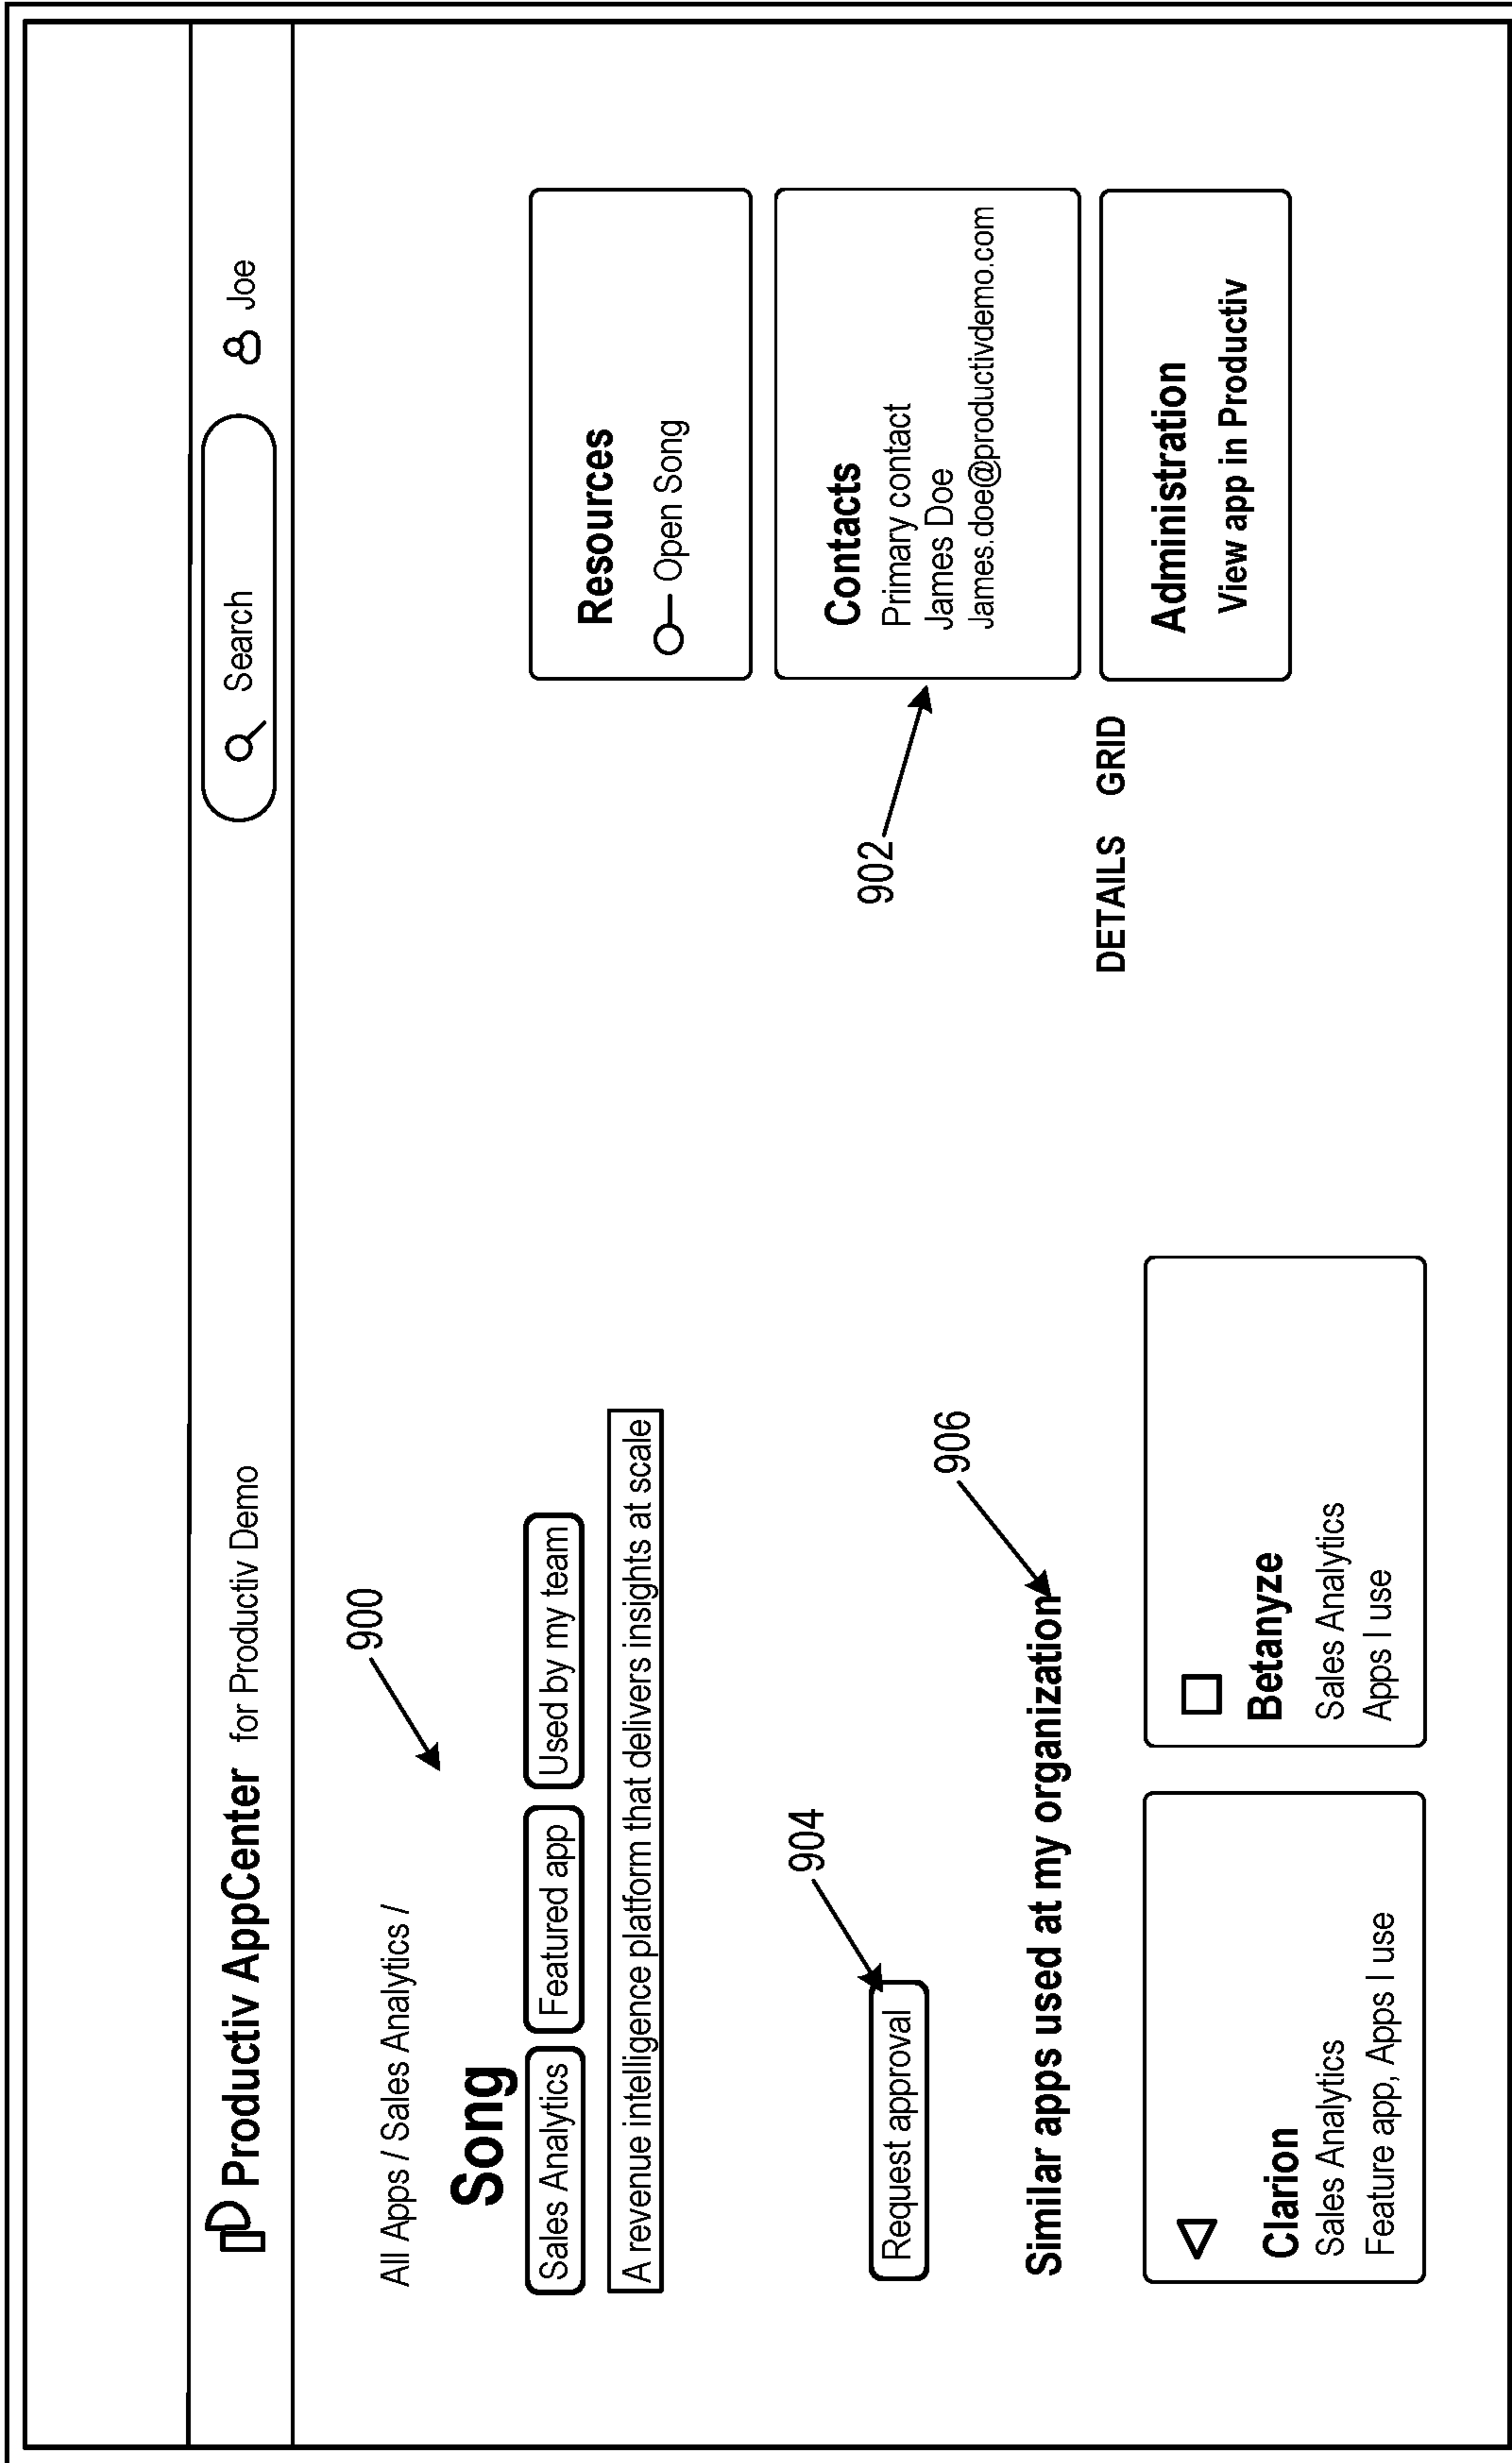 Productiv AppCenter for Productiv Demo
Search
Joe
All Apps / Sales Analytics /
900
Song
Sales Analytics
Featured app
Used by my team
A revenue intelligence platform that delivers insights at scale
904
Request approval
906
Similar apps used at my organization
DETAILS GRID
Clarion
Sales Analytics
Feature app, Apps I use
Betanyze
Sales Analytics
Apps I use
Resources
Open Song
902
Contacts
Primary contact
James Doe
James.doe@productivdemo.com
Administration
View app in Productiv